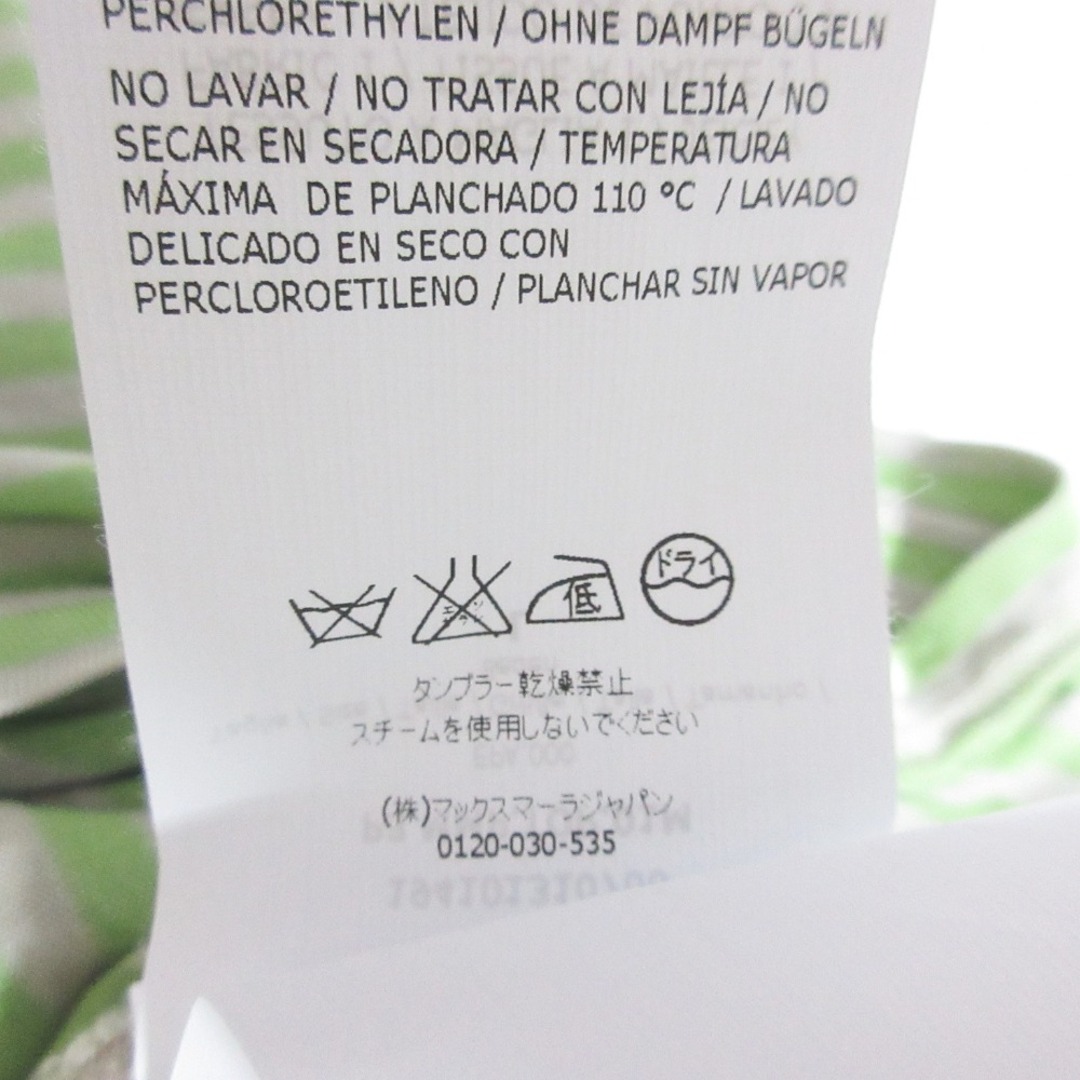 PERCHLORETHYLEN / OHNE DAMPF BÜGELN
NO LAVAR / NO TRATAR CON LEJÍA / NO
SECAR EN SECADORA / TEMPERATURA
MÁXIMA DE PLANCHADO 110 °C / LAVADO
DELICADO EN SECO CON
PERCLOROETILENO / PLANCHAR SIN VAPOR
低
ドライ
タンブラー乾燥禁止
スチームを使用しないでください
(株)マックスマーラジャパン
0120-030-535